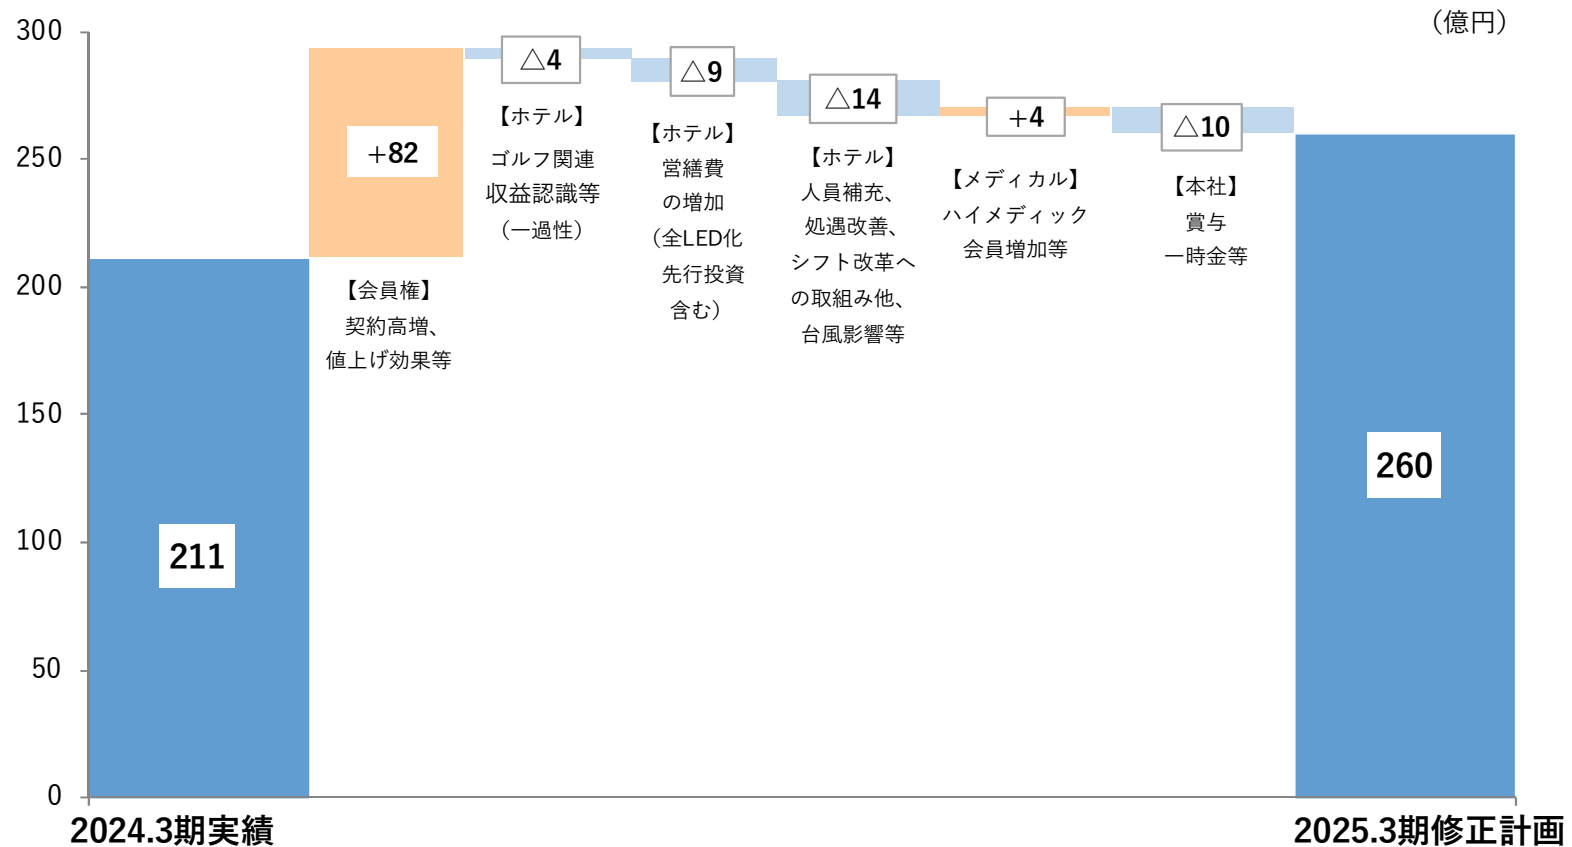 （億円）
300
250
200
150
100
50
0
211
+82
【会員権】
契約高増、
値上げ効果等
△4
【ホテル】
ゴルフ関連
収益認識等
（一過性）
△9
【ホテル】
営繕費
の増加
（全LED化
先行投資
含む）
△14
【ホテル】
人員補充、
処遇改善、
シフト改革へ
の取組み他、
台風影響等
+4
【メディカル】
ハイメディック
会員増加等
△10
【本社】
賞与
一時金等
260
2024.3期実績
2025.3期修正計画